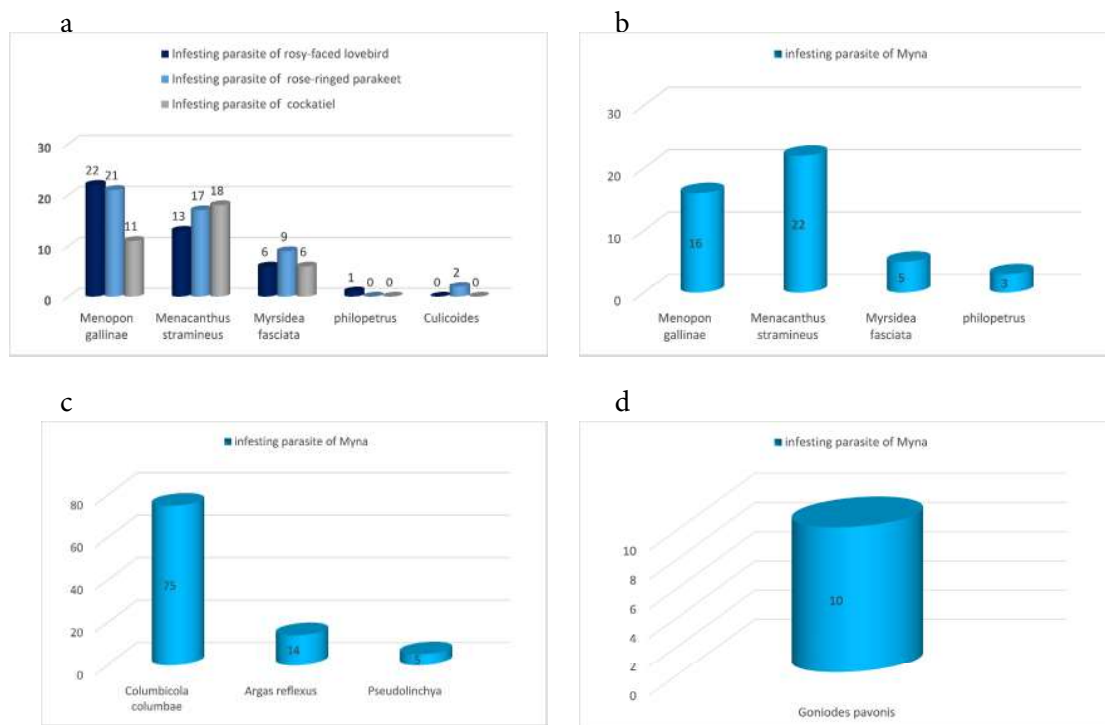 a
Infesting parasite of rosy-faced lovebird
Infesting parasite of rose-ringed parakeet
Infesting parasite of cockatiel
30
20
10
0
22
21
11
13
17
18
6
9
6
1
0
0
0
2
0
Menopon gallinae
Menacanthus stramineus
Myrsidea fasciata
philopetrus
Culicoides
b
infesting parasite of Myna
30
20
10
0
16
22
5
3
Menopon gallinae
Menacanthus stramineus
Myrsidea fasciata
philopetrus
c
infesting parasite of Myna
80
60
40
20
0
75
14
5
Columbicola columbae
Argas reflexus
Pseudolinchya
d
infesting parasite of Myna
10
8
6
4
2
0
10
Goniodes pavonis